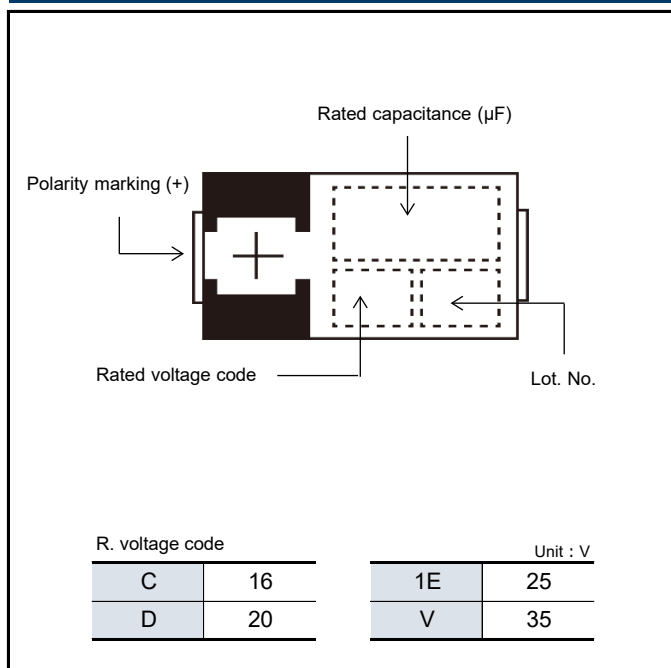 Rated capacitance (µF)
Polarity marking (+)
Rated voltage code
Lot. No.
R. voltage code
Unit : V
C 16 1E 25
D 20 V 35